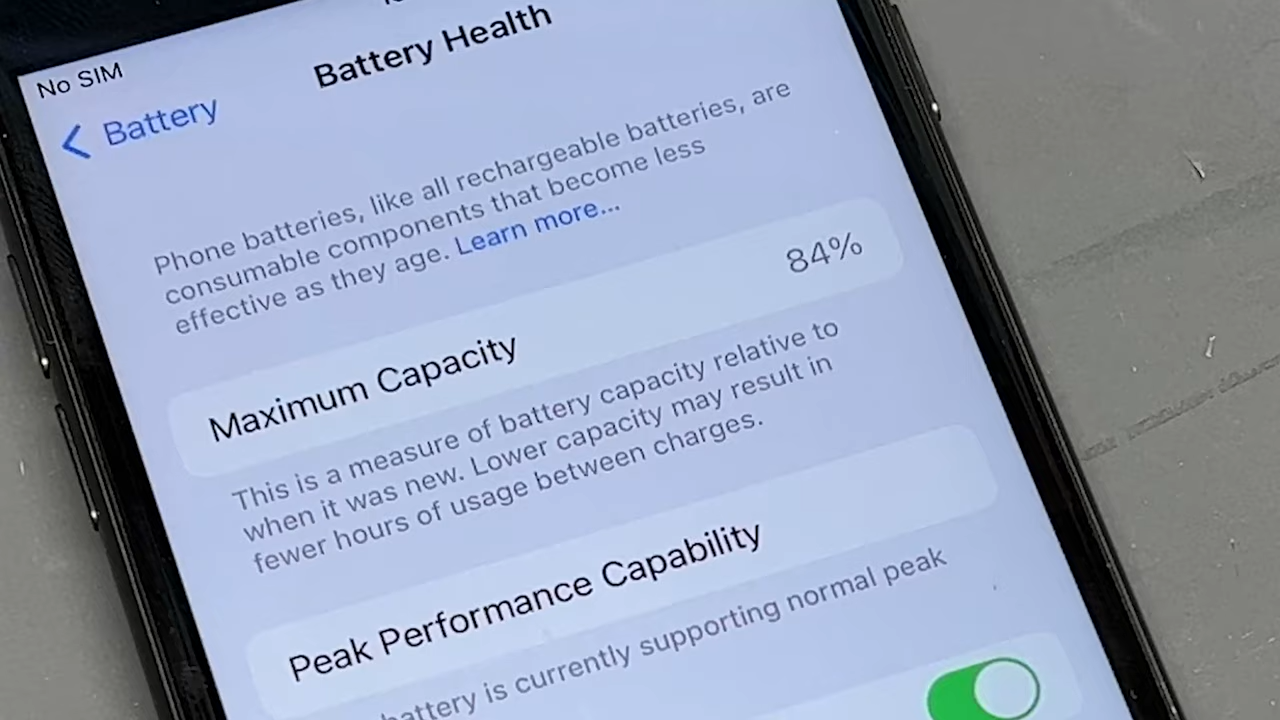 No SIM
Battery Health
Battery
Phone batteries, like all rechargeable batteries, are
consumable components that become less
effective as they age. Learn more...
Maximum Capacity 84%
This is a measure of battery capacity relative to
when it was new. Lower capacity may result in
fewer hours of usage between charges.
Peak Performance Capability
battery is currently supporting normal peak